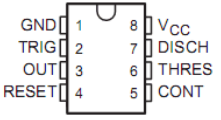 GND 1 8 VCC
TRIG 2 7 DISCH
OUT 3 6 THRES
RESET 4 5 CONT